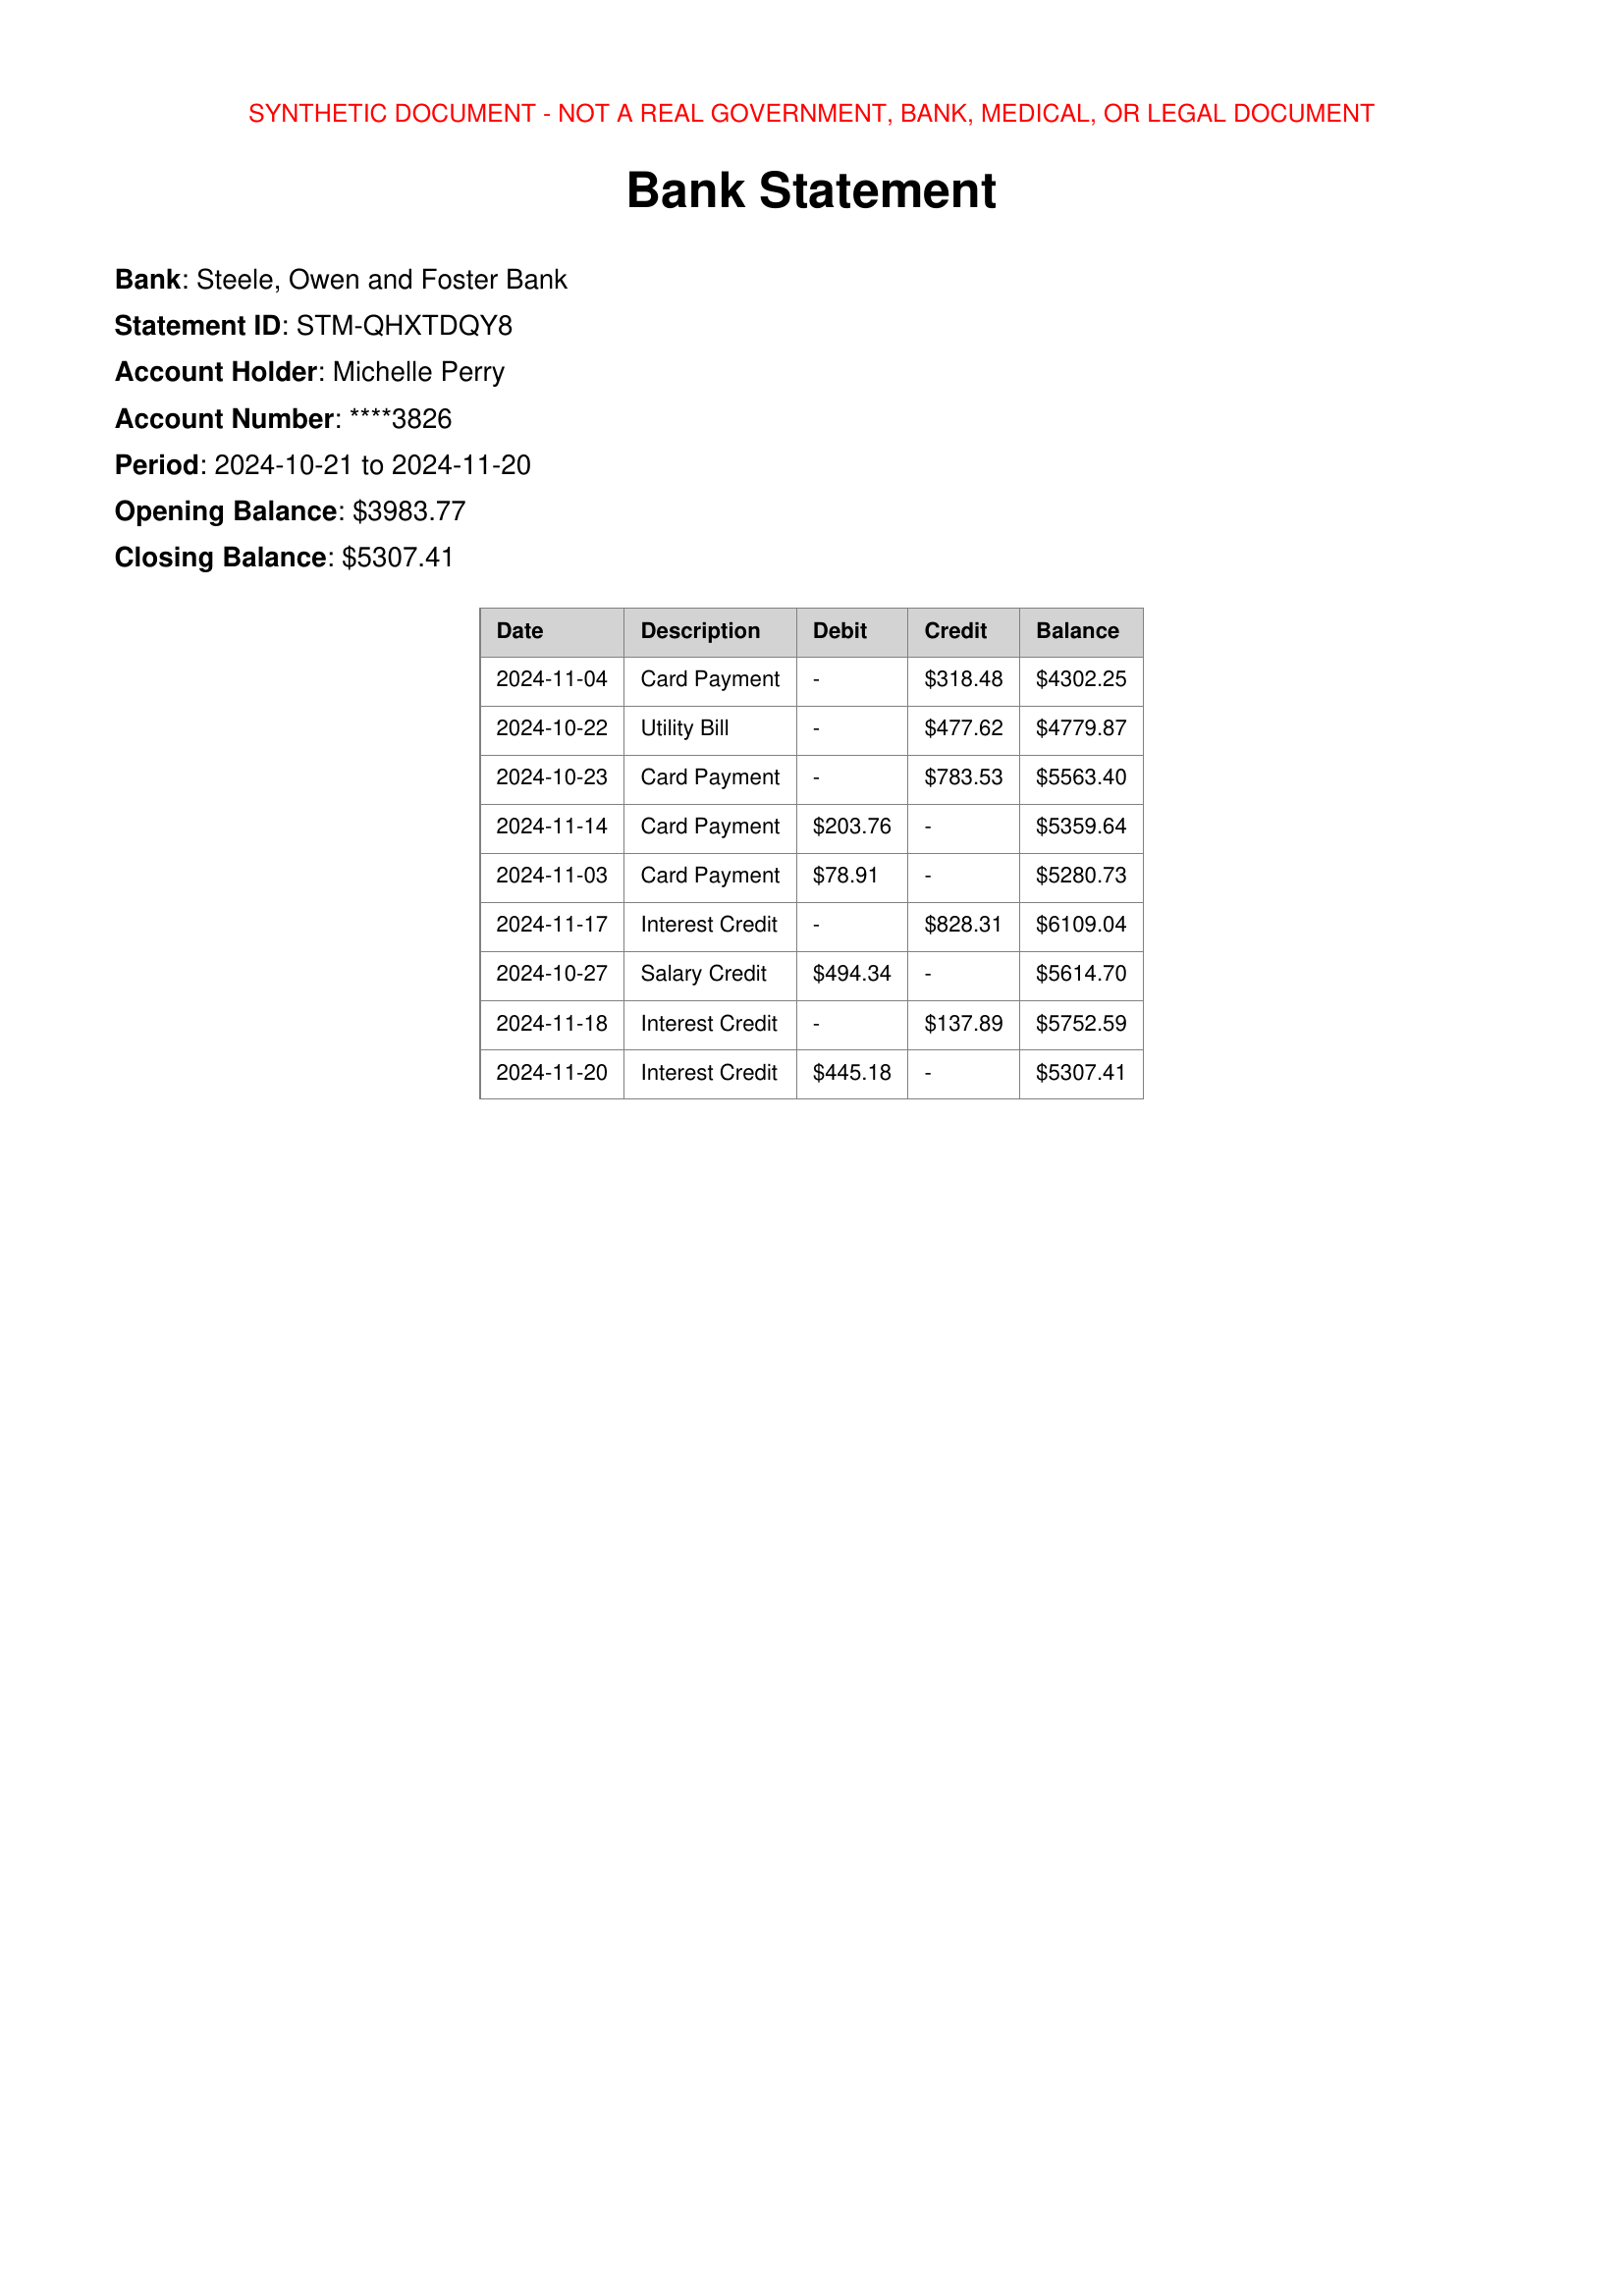 SYNTHETIC DOCUMENT - NOT A REAL GOVERNMENT, BANK, MEDICAL, OR LEGAL DOCUMENT
Bank Statement
Bank: Steele, Owen and Foster Bank
Statement ID: STM-QHXTDQY8
Account Holder: Michelle Perry
Account Number: ****3826
Period: 2024-10-21 to 2024-11-20
Opening Balance: $3983.77
Closing Balance: $5307.41
Date Description Debit Credit Balance
2024-11-04 Card Payment - $318.48 $4302.25
2024-10-22 Utility Bill - $477.62 $4779.87
2024-10-23 Card Payment - $783.53 $5563.40
2024-11-14 Card Payment $203.76 - $5359.64
2024-11-03 Card Payment $78.91 - $5280.73
2024-11-17 Interest Credit - $828.31 $6109.04
2024-10-27 Salary Credit $494.34 - $5614.70
2024-11-18 Interest Credit - $137.89 $5752.59
2024-11-20 Interest Credit $445.18 - $5307.41